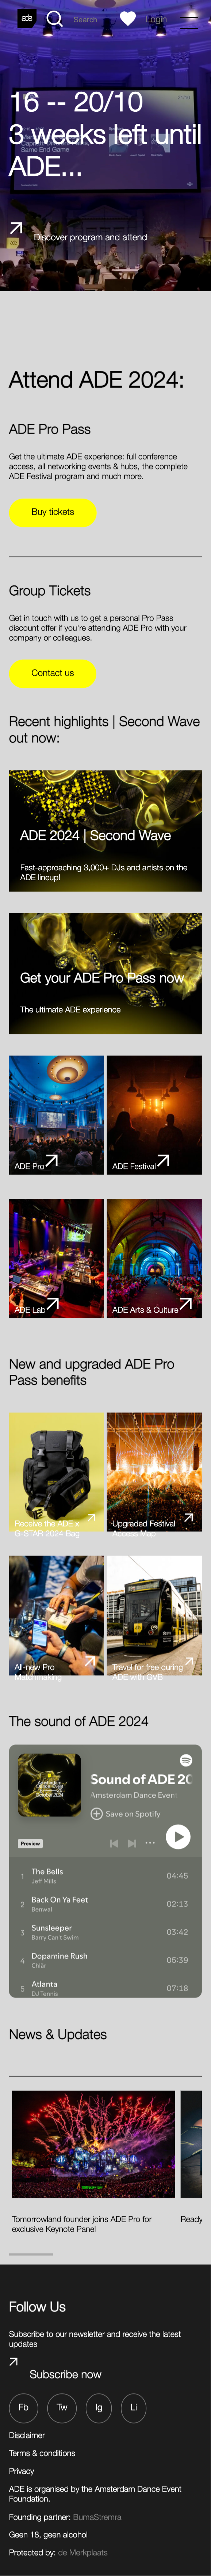 ade
Search
Login
16 -- 20/10
3 weeks left until
ADE...
Same End Game
Discover program and attend
Attend ADE 2024:
ADE Pro Pass
Get the ultimate ADE experience: full conference
access, all networking events & hubs, the complete
ADE Festival program and much more.
Buy tickets
Group Tickets
Get in touch with us to get a personal Pro Pass
discount offer if you're attending ADE Pro with your
company or colleagues.
Contact us
Recent highlights | Second Wave
out now:
ADE 2024 | Second Wave
Fast-approaching 3,000+ DJs and artists on the
ADE lineup!
Get your ADE Pro Pass now
The ultimate ADE experience
ADE Pro
ADE Festival
ADE Lab
ADE Arts & Culture
New and upgraded ADE Pro
Pass benefits
Receive the ADE x
G-STAR 2024 Bag
Upgraded Festival
Access Map
All-new Pro
Matchmaking
Travel for free during
ADE with GVB
The sound of ADE 2024
Sound of ADE 20
Amsterdam Dance Even
Save on Spotify
Preview
1 The Bells 04:45
Jeff Mills
2 Back On Ya Feet 02:13
Benwal
3 Sunsleeper 03:42
Barry Can't Swim
4 Dopamine Rush 05:39
Chlär
5 Atlanta 07:18
DJ Tennis
News & Updates
Tomorrowland founder joins ADE Pro for
exclusive Keynote Panel
Ready
Follow Us
Subscribe to our newsletter and receive the latest
updates
Subscribe now
Fb
Tw
Ig
Li
Disclaimer
Terms & conditions
Privacy
ADE is organised by the Amsterdam Dance Event
Foundation.
Founding partner: BumaStemra
Geen 18, geen alcohol
Protected by: de Merkplaats